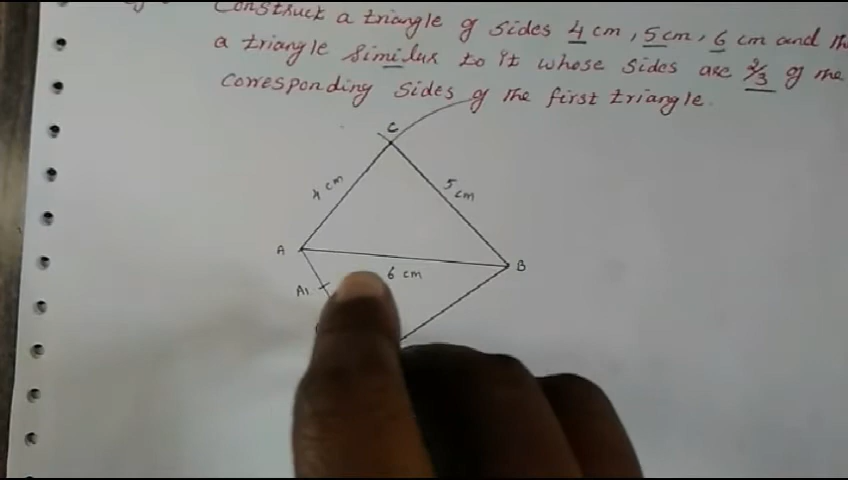 Construct a triangle of sides 4 cm, 5 cm, 6 cm and
a triangle similar to it whose sides are 2/3 of the
corresponding sides of the first triangle.
C
4 cm
5 cm
A
B
6 cm
A1